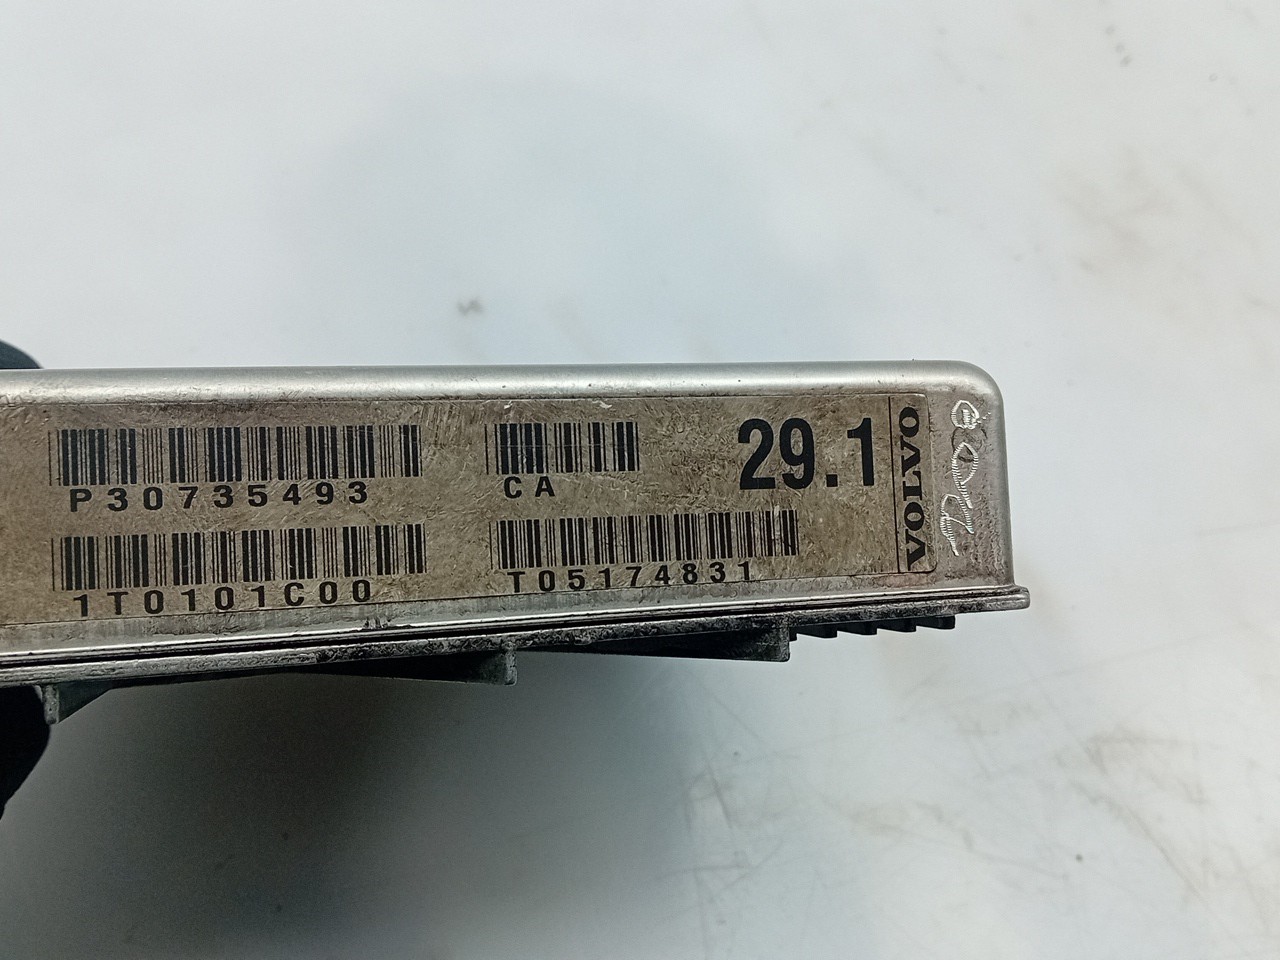 P30735493
CA
29.1
VOLVO
1T0101C00
T05174831